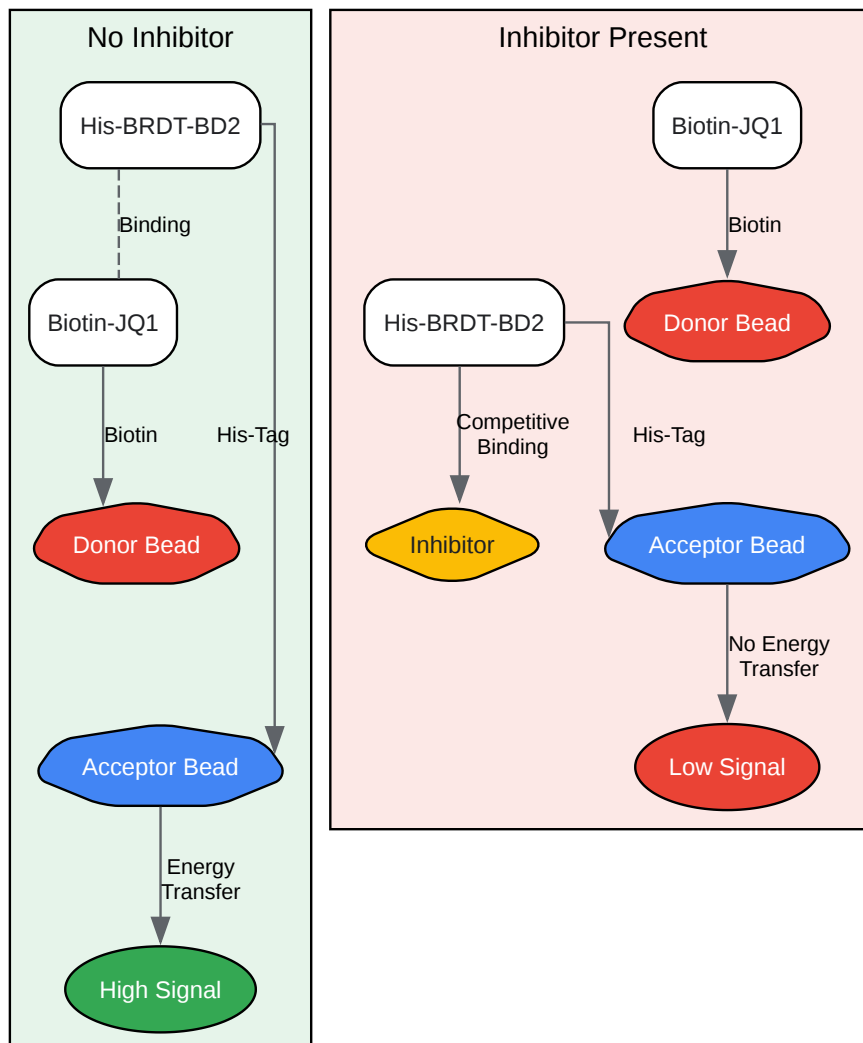 No Inhibitor
His-BRDT-BD2
Binding
Biotin-JQ1
Biotin
His-Tag
Donor Bead
Acceptor Bead
Energy
Transfer
High Signal
Inhibitor Present
Biotin-JQ1
Biotin
Donor Bead
His-BRDT-BD2
Competitive
Binding
His-Tag
Inhibitor
Acceptor Bead
No Energy
Transfer
Low Signal